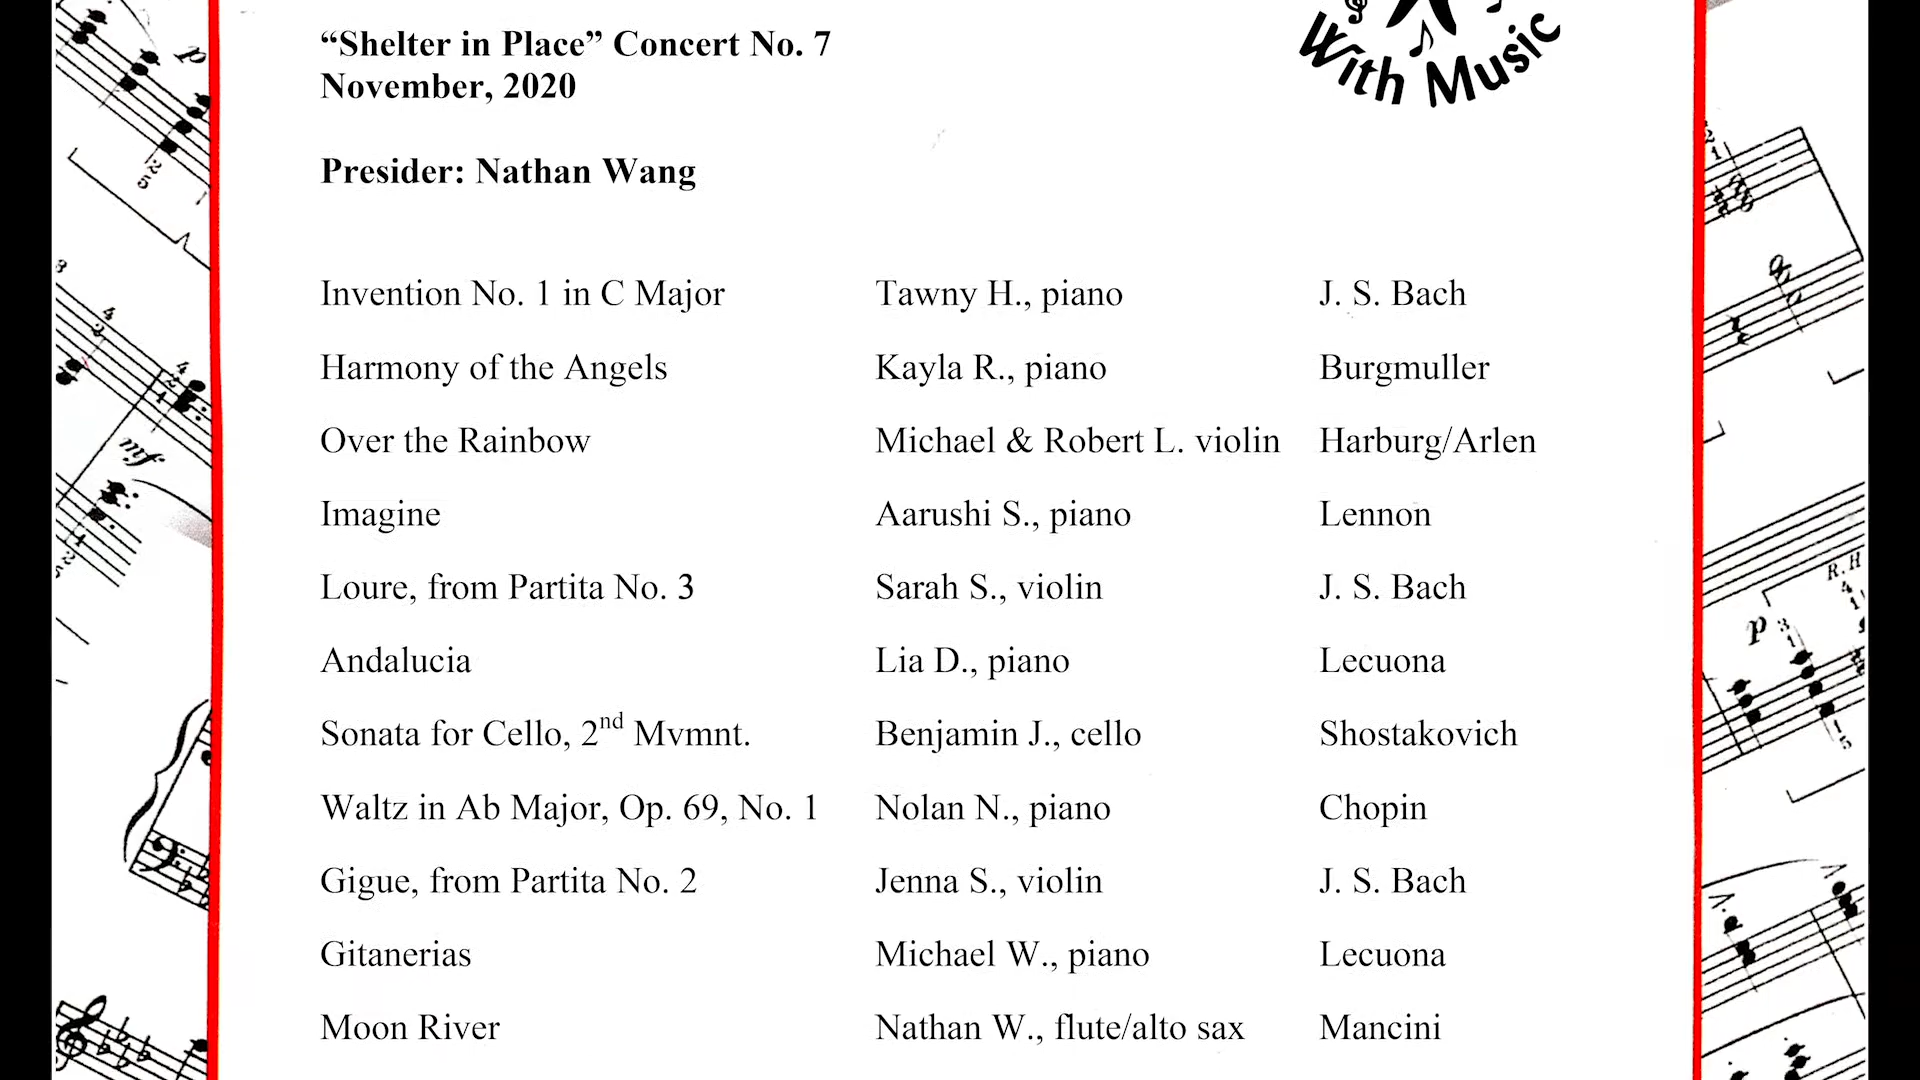 “Shelter in Place” Concert No. 7
November, 2020
With Music
Presider: Nathan Wang
Invention No. 1 in C Major Tawny H., piano J. S. Bach
Harmony of the Angels Kayla R., piano Burgmuller
Over the Rainbow Michael & Robert L. violin Harburg/Arlen
Imagine Aarushi S., piano Lennon
Loure, from Partita No. 3 Sarah S., violin J. S. Bach
Andalucia Lia D., piano Lecuona
Sonata for Cello, 2nd Mvmnt. Benjamin J., cello Shostakovich
Waltz in Ab Major, Op. 69, No. 1 Nolan N., piano Chopin
Gigue, from Partita No. 2 Jenna S., violin J. S. Bach
Gitanerias Michael W., piano Lecuona
Moon River Nathan W., flute/alto sax Mancini
p
mf
R.H
p